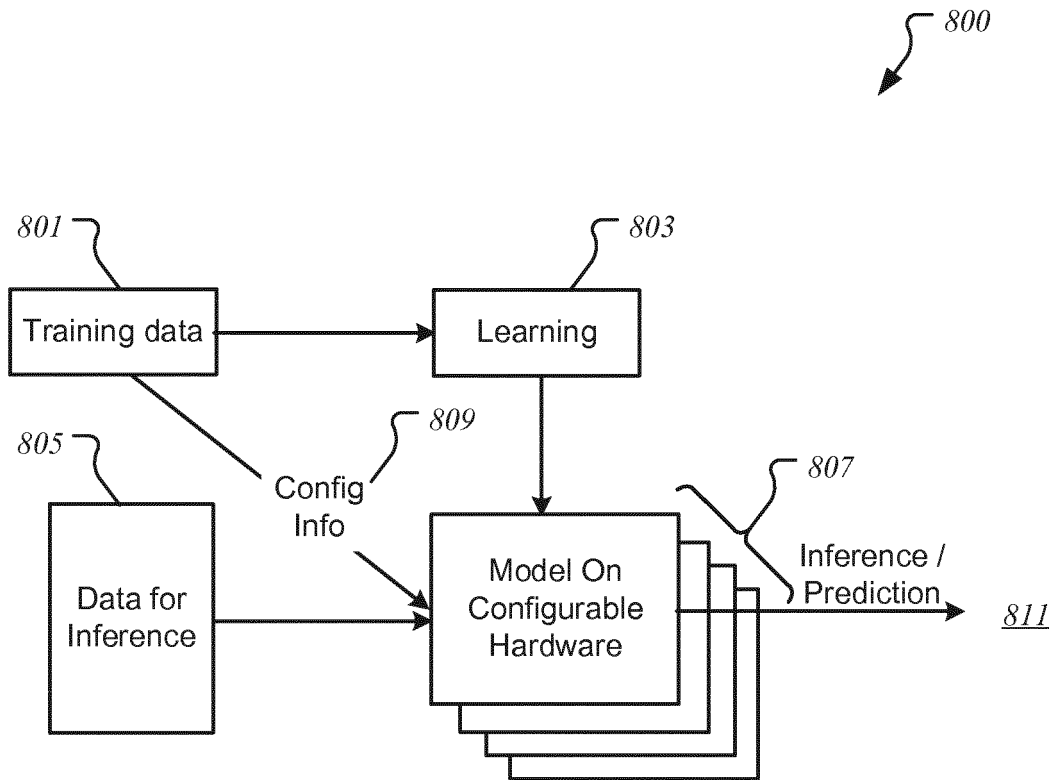 800
801
803
Training data
Learning
809
805
807
Config
Info
Data for
Inference
Model On
Configurable
Hardware
Inference /
Prediction
811